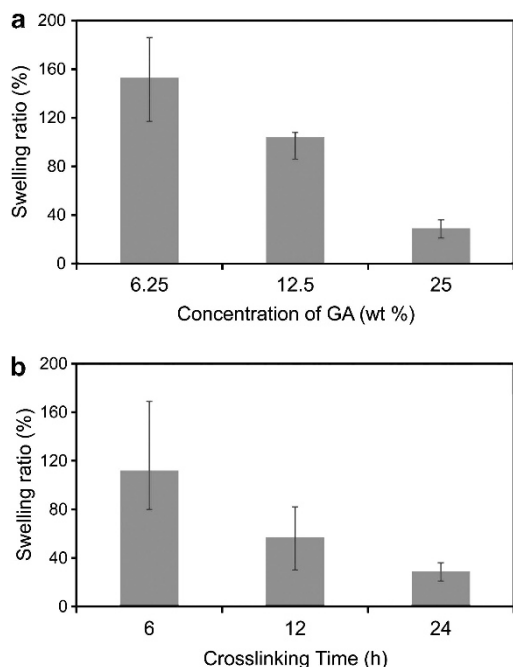 a
200
160
120
80
40
0
Swelling ratio (%)
6.25 12.5 25
Concentration of GA (wt %)
b
200
160
120
80
40
0
Swelling ratio (%)
6 12 24
Crosslinking Time (h)